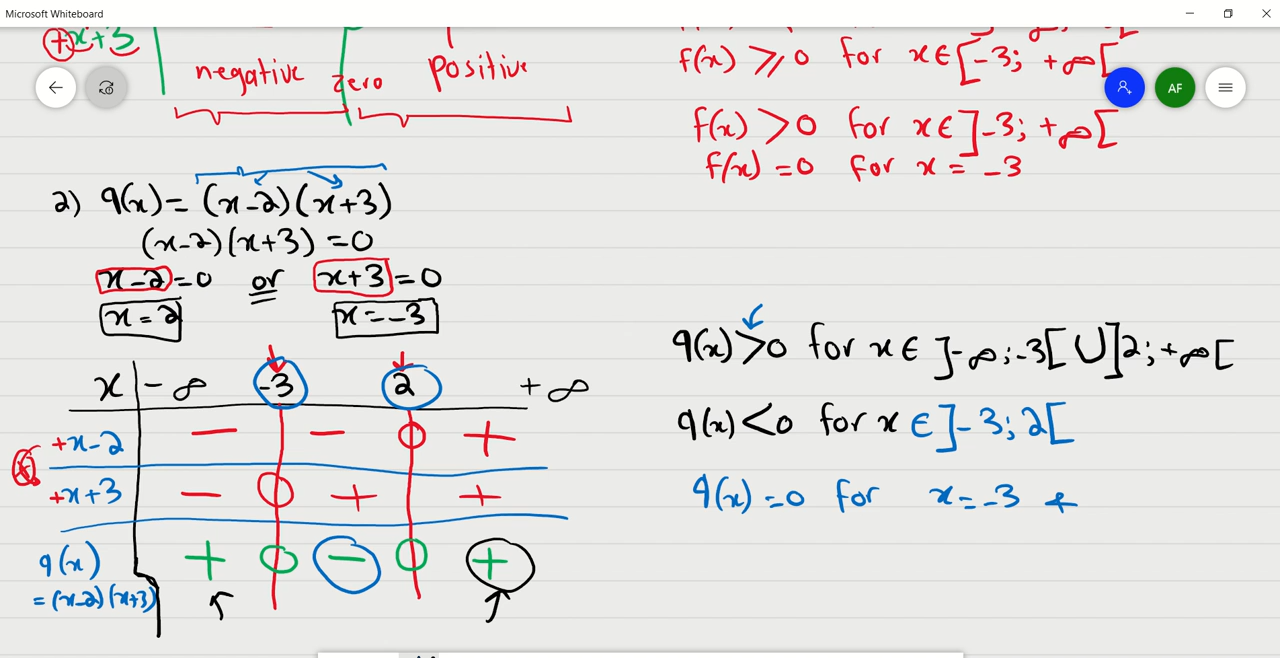 Microsoft Whiteboard
+x+3
negative zero positive
f(x) ⩾ 0 for x∈[-3; +∞[
AF
f(x) > 0 for x∈]-3; +∞[
f(x) = 0 for x = -3
2) q(x) = (x-2)(x+3)
(x-2)(x+3) = 0
x-2 = 0 or x+3 = 0
x = 2 x = -3
x -∞ -3 2 +∞
+x-2 - - 0 +
+x+3 - 0 + +
q(x) + 0 - 0 +
= (x-2)(x+3)
q(x) > 0 for x∈ ]-∞;-3[ ∪ ]2; +∞[
q(x) < 0 for x ∈ ]-3; 2[
q(x) = 0 for x = -3